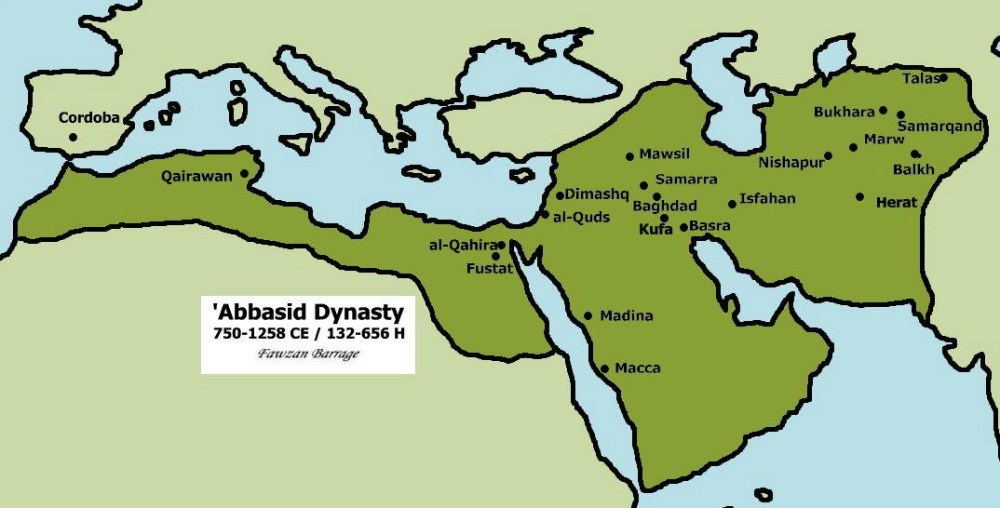 Talas
Bukhara
Samarqand
Cordoba
Marw
Mawsil
Nishapur
Balkh
Qairawan
Samarra
Dimashq
Isfahan
Herat
Baghdad
al-Quds
Kufa
Basra
al-Qahira
Fustat
'Abbasid Dynasty
750-1258 CE / 132-656 H
Fawzan Barrage
Madina
Macca